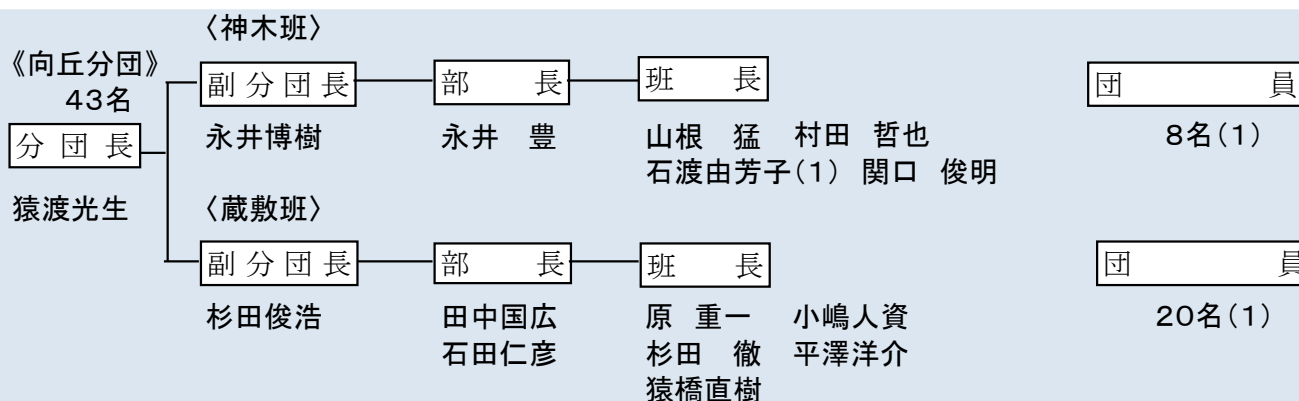 〈神木班〉
《向丘分団》
43名
副分団長 部 長 班 長 団 員
分団長
永井博樹 永井 豊 山根 猛 村田 哲也 8名(1)
石渡由芳子(1) 関口 俊明
猿渡光生
〈蔵敷班〉
副分団長 部 長 班 長 団 員
杉田俊浩 田中国広 原 重一 小嶋人資 20名(1)
石田仁彦 杉田 徹 平澤洋介
猿橋直樹